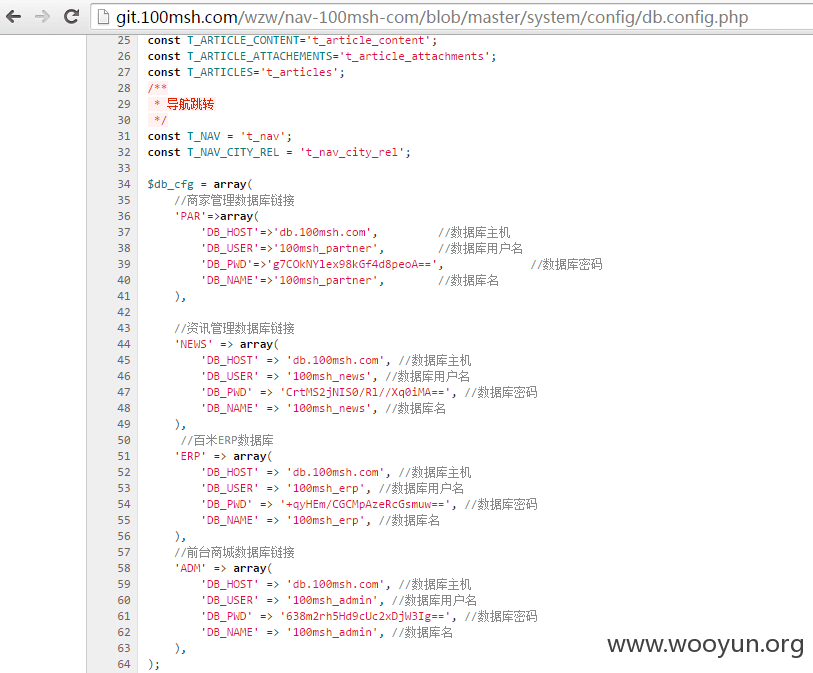 git.100msh.com/wzw/nav-100msh-com/blob/master/system/config/db.config.php
25 const T_ARTICLE_CONTENT='t_article_content';
26 const T_ARTICLE_ATTACHEMENTS='t_article_attachments';
27 const T_ARTICLES='t_articles';
28 /**
29 * 导航跳转
30 */
31 const T_NAV = 't_nav';
32 const T_NAV_CITY_REL = 't_nav_city_rel';
33
34 $db_cfg = array(
35 //商家管理数据库链接
36 'PAR'=>array(
37 'DB_HOST'=>'db.100msh.com', //数据库主机
38 'DB_USER'=>'100msh_partner', //数据库用户名
39 'DB_PWD'=>'g7COkNYlex98kGf4d8peoA==', //数据库密码
40 'DB_NAME'=>'100msh_partner', //数据库名
41 ),
42
43 //资讯管理数据库链接
44 'NEWS' => array(
45 'DB_HOST' => 'db.100msh.com', //数据库主机
46 'DB_USER' => '100msh_news', //数据库用户名
47 'DB_PWD' => 'CrtMS2jNIS0/Rl//Xq0iMA==', //数据库密码
48 'DB_NAME' => '100msh_news', //数据库名
49 ),
50 //百米ERP数据库
51 'ERP' => array(
52 'DB_HOST' => 'db.100msh.com', //数据库主机
53 'DB_USER' => '100msh_erp', //数据库用户名
54 'DB_PWD' => '+qyHEm/CGCMpAzeRcGsmuw==', //数据库密码
55 'DB_NAME' => '100msh_erp', //数据库名
56 ),
57 //前台商城数据库链接
58 'ADM' => array(
59 'DB_HOST' => 'db.100msh.com', //数据库主机
60 'DB_USER' => '100msh_admin', //数据库用户名
61 'DB_PWD' => '638m2rh5Hd9cUc2xDjW3Ig==', //数据库密码
62 'DB_NAME' => '100msh_admin', //数据库名
63 ),
64 );
www.wooyun.org